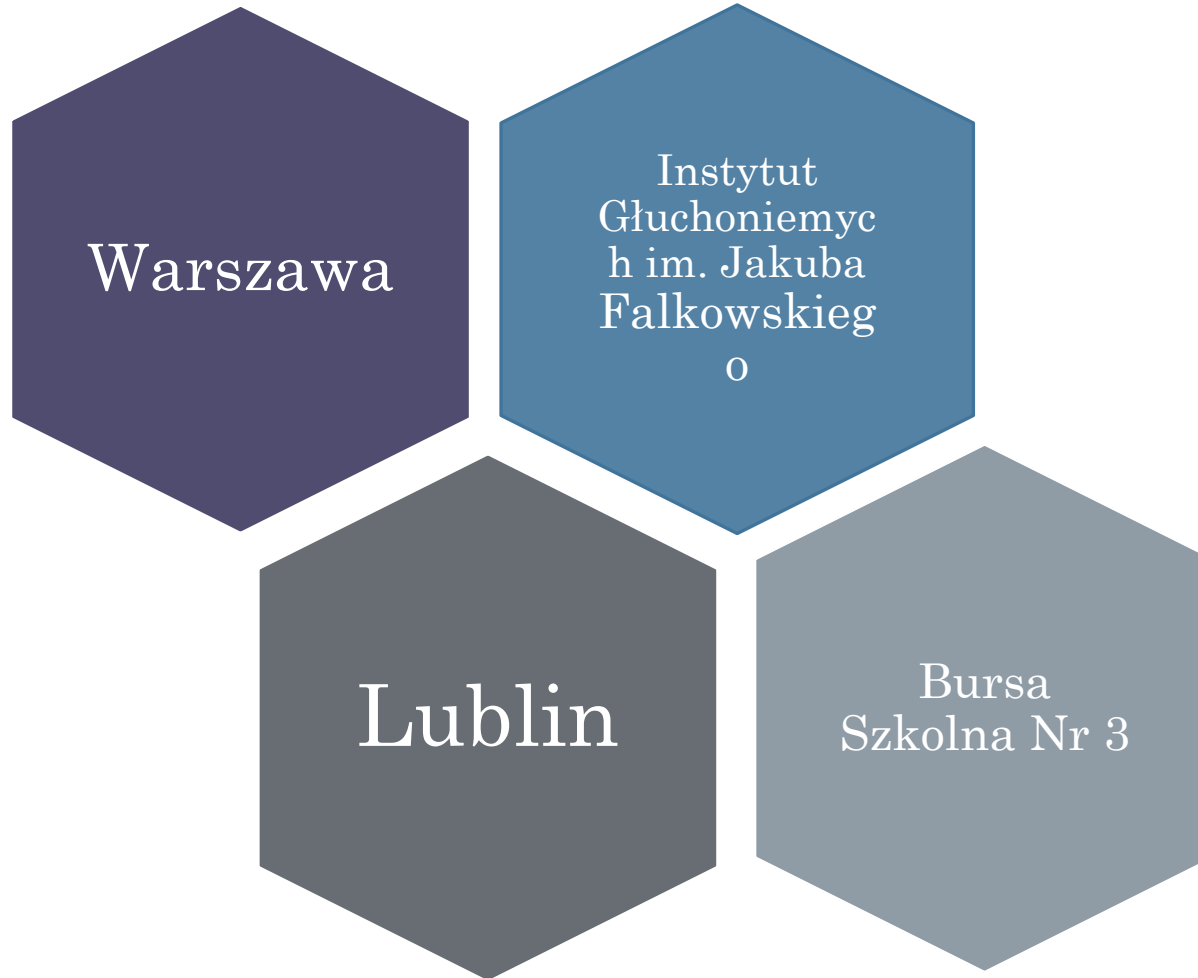 Warszawa
Instytut
Głuchoniemyc
h im. Jakuba
Falkowskieg
o
Lublin
Bursa
Szkolna Nr 3